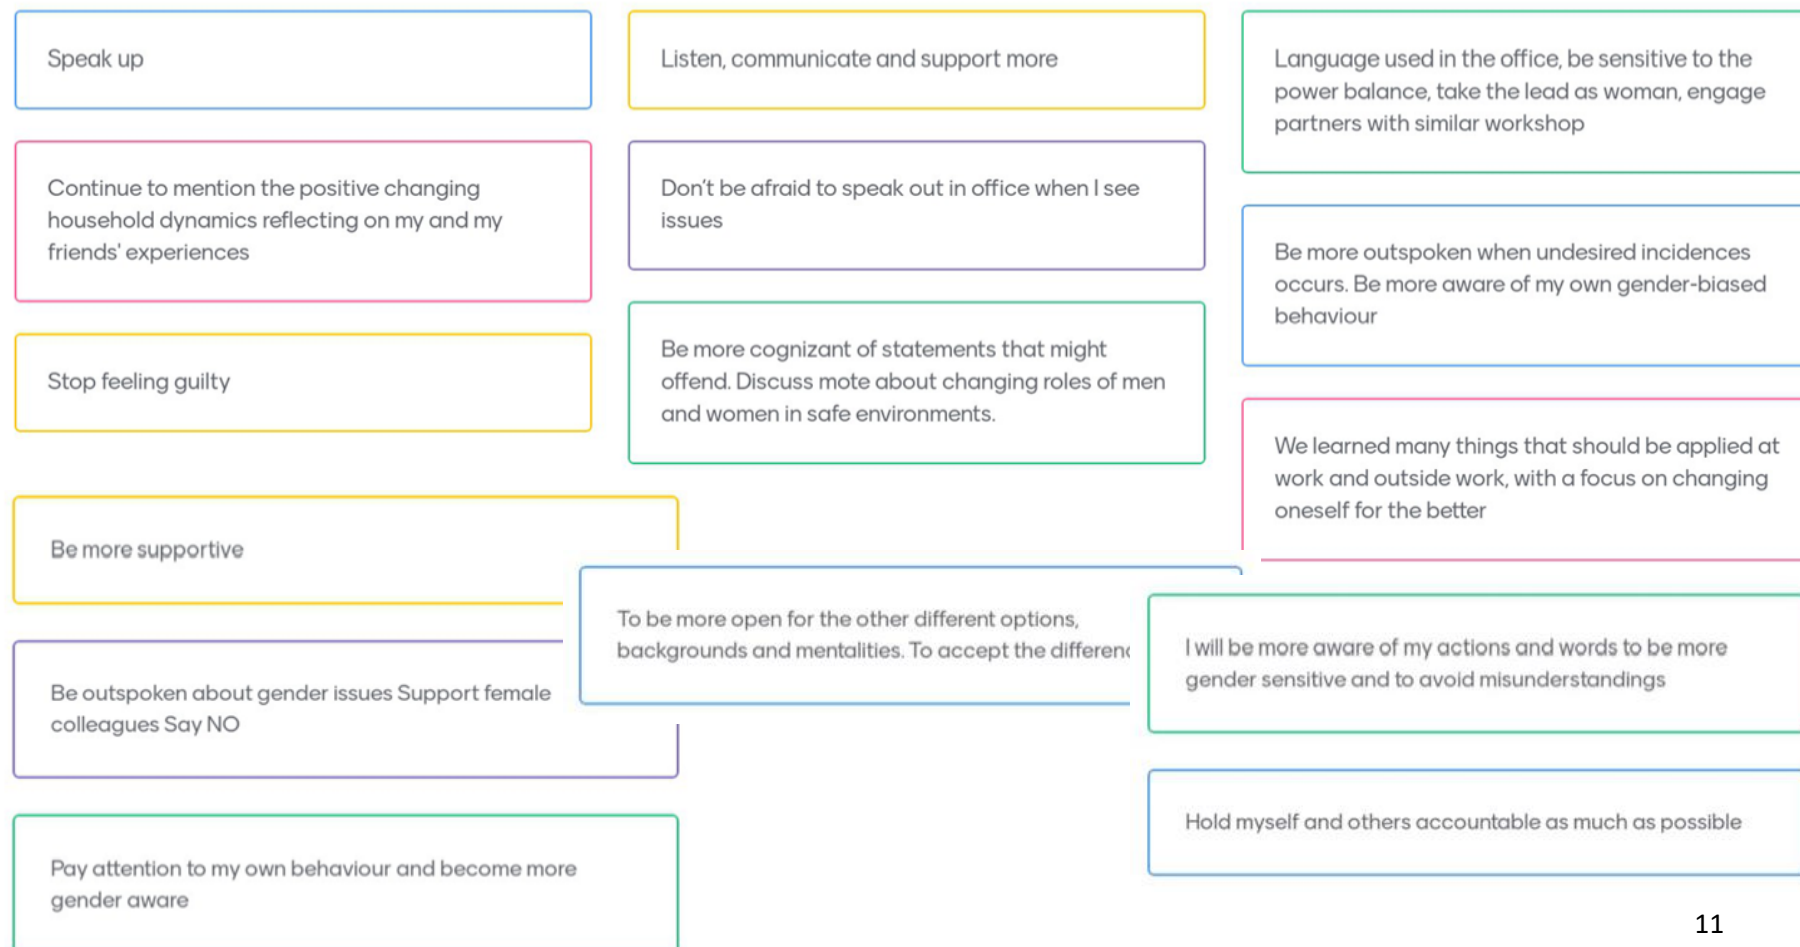 Speak up
Continue to mention the positive changing
household dynamics reflecting on my and my
friends' experiences
Stop feeling guilty
Listen, communicate and support more
Don't be afraid to speak out in office when I see
issues
Be more cognizant of statements that might
offend. Discuss mote about changing roles of men
and women in safe environments.
Language used in the office, be sensitive to the
power balance, take the lead as woman, engage
partners with similar workshop
Be more outspoken when undesired incidences
occurs. Be more aware of my own gender-biased
behaviour
We learned many things that should be applied at
work and outside work, with a focus on changing
oneself for the better
Be more supportive
Be outspoken about gender issues Support female
colleagues Say NO
Pay attention to my own behaviour and become more
gender aware
To be more open for the other different options,
backgrounds and mentalities. To accept the
I will be more aware of my actions and words to be more
gender sensitive and to avoid misunderstandings
Hold myself and others accountable as much as possible
11